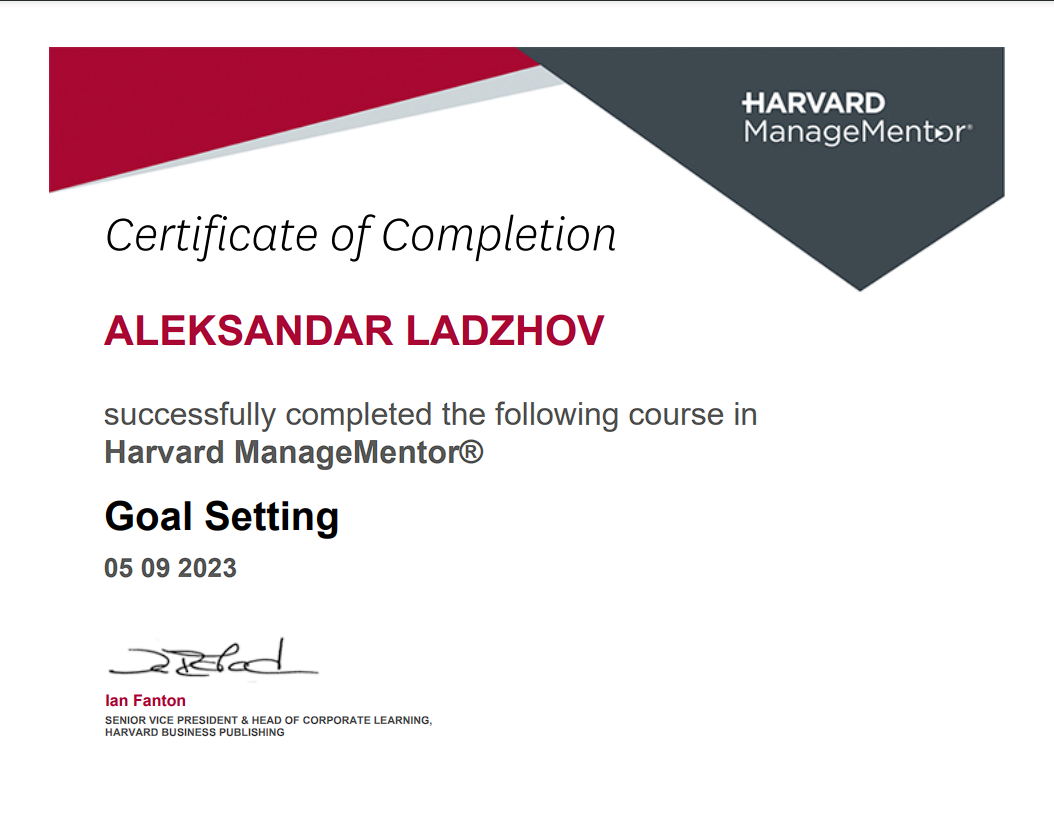 HARVARD
ManageMentor®
Certificate of Completion
ALEKSANDAR LADZHOV
successfully completed the following course in
Harvard ManageMentor®
Goal Setting
05 09 2023
Ian Fanton
SENIOR VICE PRESIDENT & HEAD OF CORPORATE LEARNING,
HARVARD BUSINESS PUBLISHING